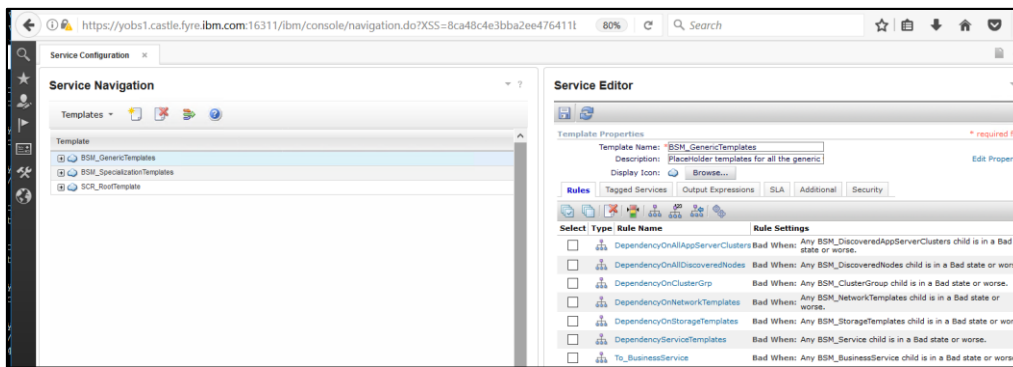 https://yobs1.castle.fyre.ibm.com:16311/ibm/console/navigation.do?XSS=8ca48c4e3bba2ee476411
80%
Search
Service Configuration ×
Service Navigation
Templates
Template
BSM_GenericTemplates
BSM_SpecializationTemplates
SCR_RootTemplate
Service Editor
Template Properties
* required
Template Name: * BSM_GenericTemplates
Description: PlaceHolder templates for all the generic
Edit Proper
Display Icon: Browse...
Rules Tagged Services Output Expressions SLA Additional Security
Select Type Rule Name Rule Settings
DependencyOnAllAppServerClusters Bad When: Any BSM_DiscoveredAppServerClusters child is in a Bad
state or worse.
DependencyOnAllDiscoveredNodes Bad When: Any BSM_DiscoveredNodes child is in a Bad state or wor
DependencyOnClusterGrp Bad When: Any BSM_ClusterGroup child is in a Bad state or worse.
DependencyOnNetworkTemplates Bad When: Any BSM_NetworkTemplates child is in a Bad state or
worse.
DependencyOnStorageTemplates Bad When: Any BSM_StorageTemplates child is in a Bad state or wor
DependencyServiceTemplates Bad When: Any BSM_Service child is in a Bad state or worse.
To_BusinessService Bad When: Any BSM_BusinessService child is in a Bad state or worse